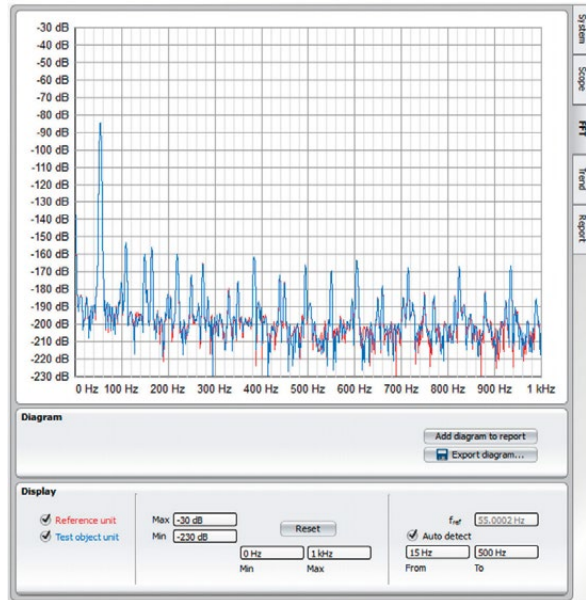 -30 dB
-40 dB
-50 dB
-60 dB
-70 dB
-80 dB
-90 dB
-100 dB
-110 dB
-120 dB
-130 dB
-140 dB
-150 dB
-160 dB
-170 dB
-180 dB
-190 dB
-200 dB
-210 dB
-220 dB
-230 dB
0 Hz 100 Hz 200 Hz 300 Hz 400 Hz 500 Hz 600 Hz 700 Hz 800 Hz 900 Hz 1 kHz
System
Scope
FFT
Trend
Report
Diagram
Add diagram to report
Export diagram...
Display
Reference unit
Test object unit
Max -30 dB
Min -230 dB
Reset
0 Hz 1 kHz
Min Max
fref 55.0002 Hz
Auto detect
15 Hz 500 Hz
From To